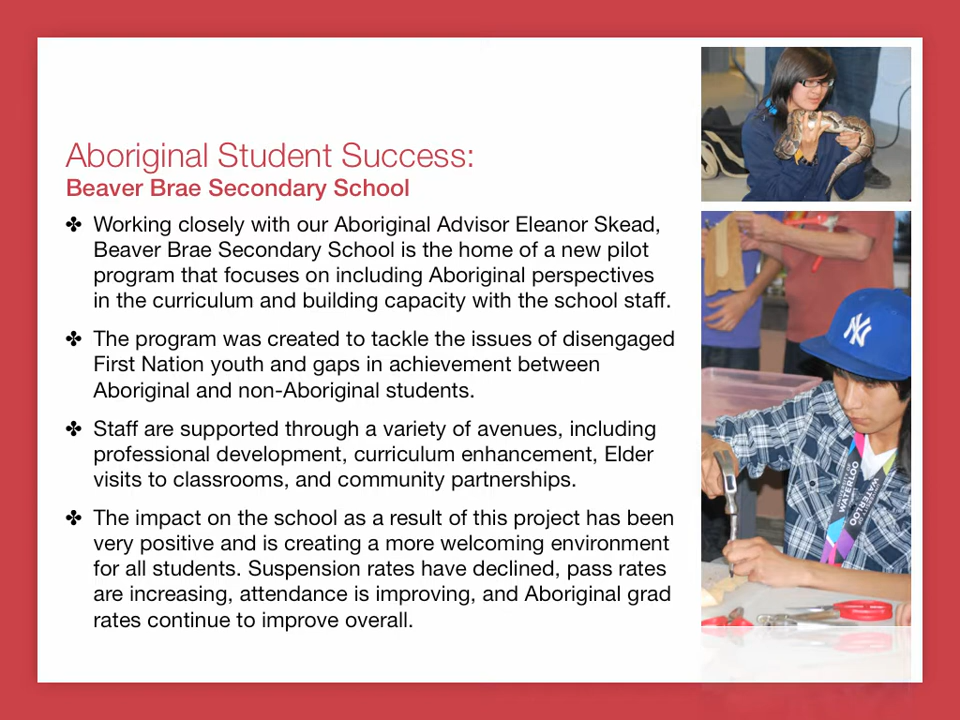 Aboriginal Student Success:
Beaver Brae Secondary School
✤ Working closely with our Aboriginal Advisor Eleanor Skead,
Beaver Brae Secondary School is the home of a new pilot
program that focuses on including Aboriginal perspectives
in the curriculum and building capacity with the school staff.
✤ The program was created to tackle the issues of disengaged
First Nation youth and gaps in achievement between
Aboriginal and non-Aboriginal students.
✤ Staff are supported through a variety of avenues, including
professional development, curriculum enhancement, Elder
visits to classrooms, and community partnerships.
✤ The impact on the school as a result of this project has been
very positive and is creating a more welcoming environment
for all students. Suspension rates have declined, pass rates
are increasing, attendance is improving, and Aboriginal grad
rates continue to improve overall.
NY
WATERLOO
WATERLOO